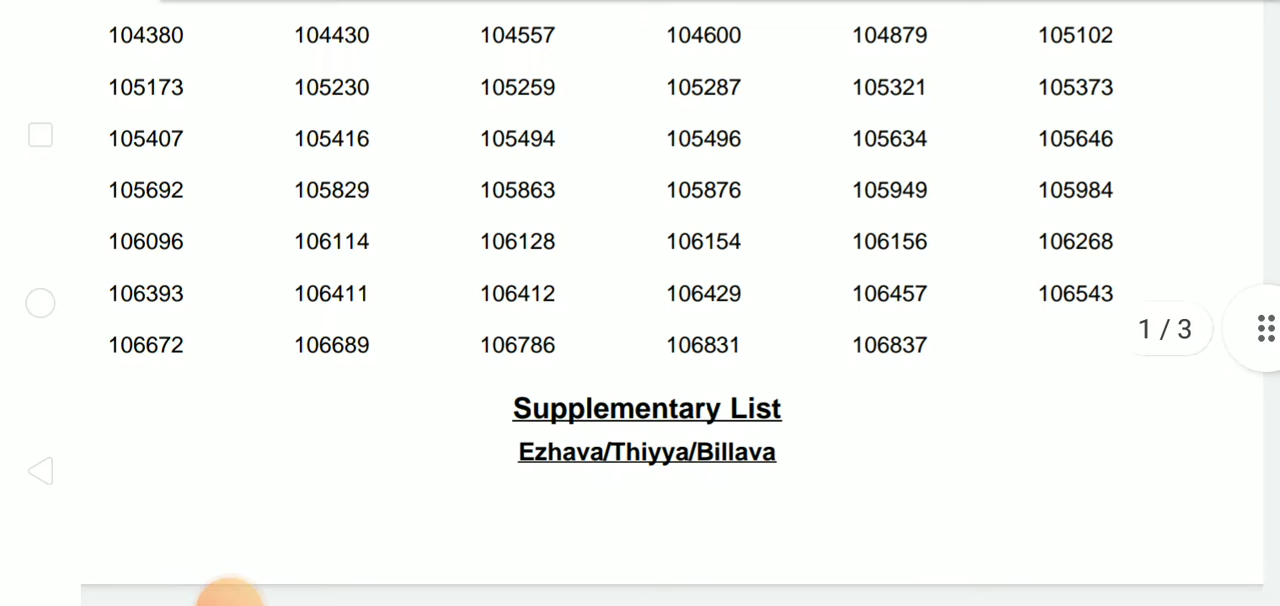 104380 104430 104557 104600 104879 105102
105173 105230 105259 105287 105321 105373
105407 105416 105494 105496 105634 105646
105692 105829 105863 105876 105949 105984
106096 106114 106128 106154 106156 106268
106393 106411 106412 106429 106457 106543
1 / 3
106672 106689 106786 106831 106837
Supplementary List
Ezhava/Thiyya/Billava